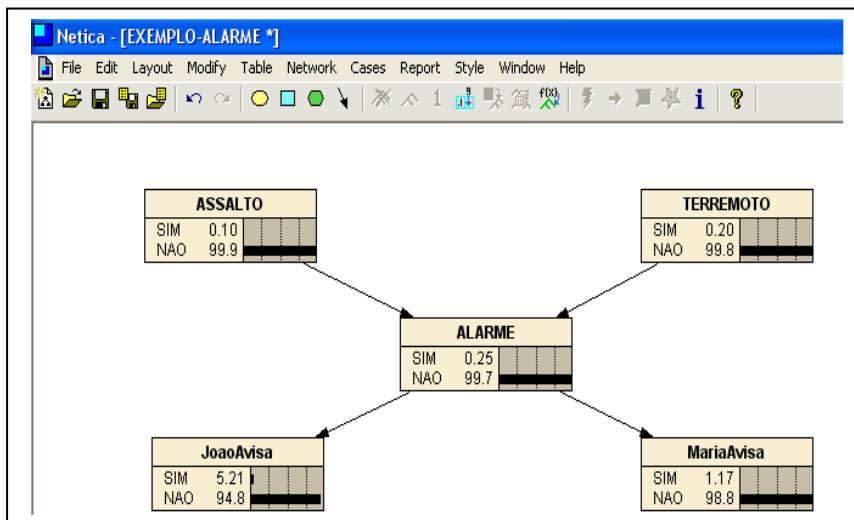 Netica - [EXEMPLO-ALARME *]
File Edit Layout Modify Table Network Cases Report Style Window Help
ASSALTO
SIM 0.10
NAO 99.9
TERREMOTO
SIM 0.20
NAO 99.8
ALARME
SIM 0.25
NAO 99.7
JoaoAvisa
SIM 5.21
NAO 94.8
MariaAvisa
SIM 1.17
NAO 98.8